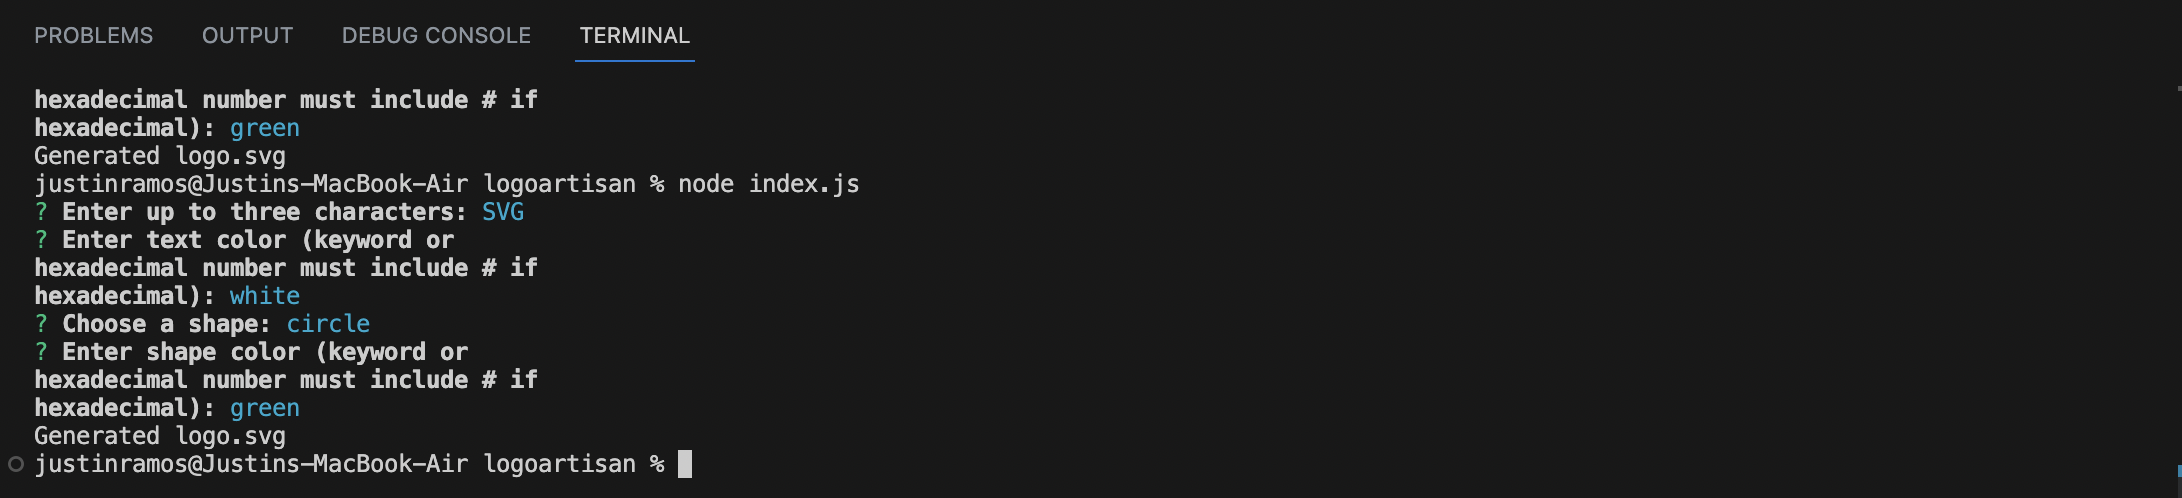 PROBLEMS OUTPUT DEBUG CONSOLE TERMINAL
hexadecimal number must include # if
hexadecimal): green
Generated logo.svg
justinramos@Justins-MacBook-Air logoartisan % node index.js
? Enter up to three characters: SVG
? Enter text color (keyword or
hexadecimal number must include # if
hexadecimal): white
? Choose a shape: circle
? Enter shape color (keyword or
hexadecimal number must include # if
hexadecimal): green
Generated logo.svg
justinramos@Justins-MacBook-Air logoartisan %